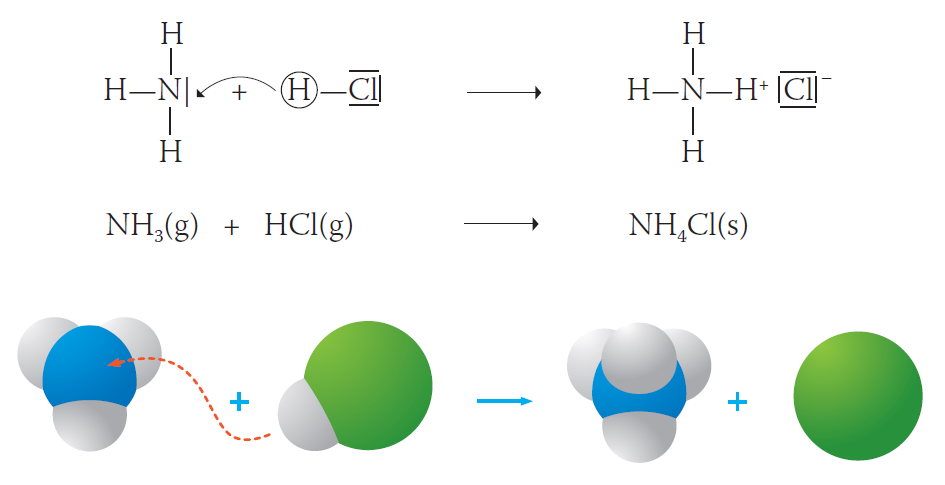 H H
H—N| + H—Cl H—N—H⁺ |Cl|⁻
H H
NH₃(g) + HCl(g) ⟶ NH₄Cl(s)
+ +